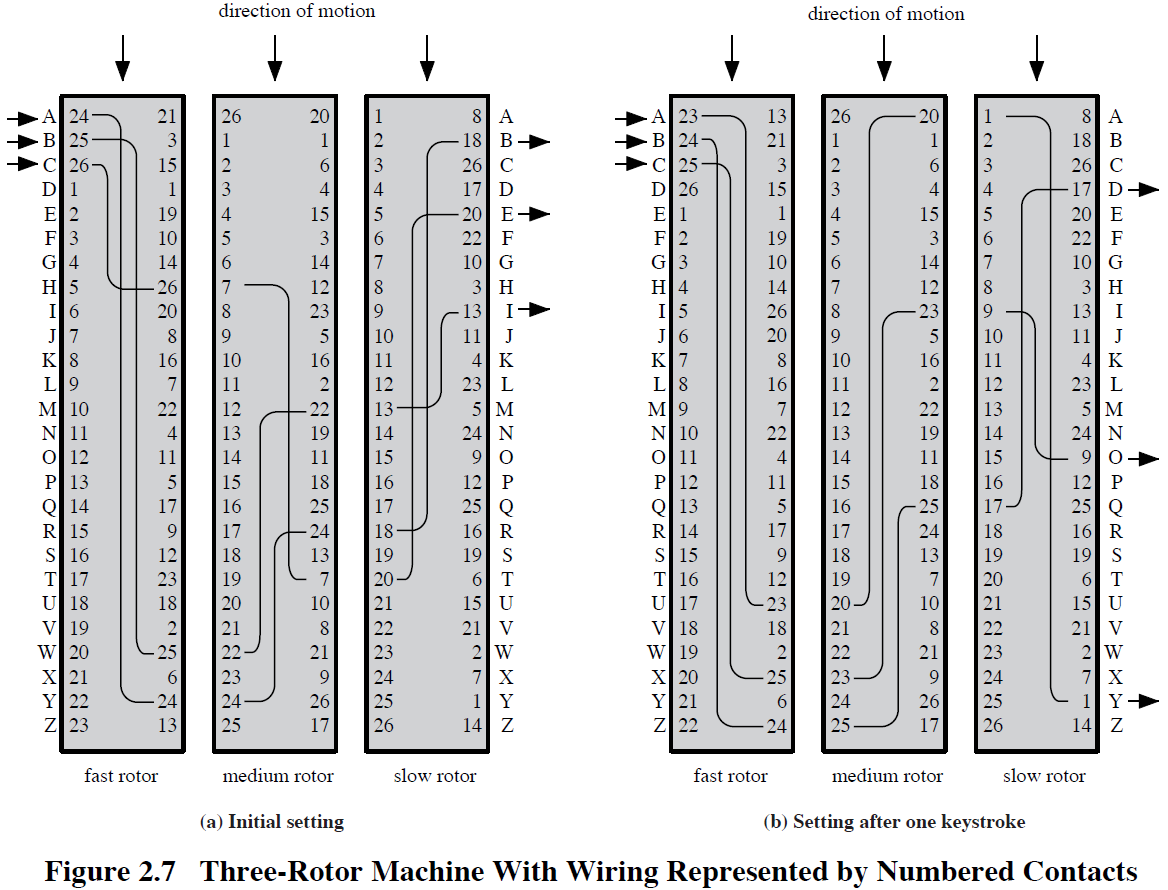 direction of motion direction of motion
A 24 21 26 20 1 8 A A 23 13 26 20 1 8 A
B 25 3 1 1 2 18 B B 24 21 1 1 2 18 B
C 26 15 2 6 3 26 C C 25 3 2 6 3 26 C
D 1 1 3 4 4 17 D D 26 15 3 4 4 17 D
E 2 19 4 15 5 20 E E 1 1 4 15 5 20 E
F 3 10 5 3 6 22 F F 2 19 5 3 6 22 F
G 4 14 6 14 7 10 G G 3 10 6 14 7 10 G
H 5 26 7 12 8 3 H H 4 14 7 12 8 3 H
I 6 20 8 23 9 13 I I 5 26 8 23 9 13 I
J 7 8 9 5 10 11 J J 6 20 9 5 10 11 J
K 8 16 10 16 11 4 K K 7 8 10 16 11 4 K
L 9 7 11 2 12 23 L L 8 16 11 2 12 23 L
M 10 22 12 22 13 5 M M 9 7 12 22 13 5 M
N 11 4 13 19 14 24 N N 10 22 13 19 14 24 N
O 12 11 14 11 15 9 O O 11 4 14 11 15 9 O
P 13 5 15 18 16 12 P P 12 11 15 18 16 12 P
Q 14 17 16 25 17 25 Q Q 13 5 16 25 17 25 Q
R 15 9 17 24 18 16 R R 14 17 17 24 18 16 R
S 16 12 18 13 19 19 S S 15 9 18 13 19 19 S
T 17 23 19 7 20 6 T T 16 12 19 7 20 6 T
U 18 18 20 10 21 15 U U 17 23 20 10 21 15 U
V 19 2 21 8 22 21 V V 18 18 21 8 22 21 V
W 20 25 22 21 23 2 W W 19 2 22 21 23 2 W
X 21 6 23 9 24 7 X X 20 25 23 9 24 7 X
Y 22 24 24 26 25 1 Y Y 21 6 24 26 25 1 Y
Z 23 13 25 17 26 14 Z Z 22 24 25 17 26 14 Z
fast rotor medium rotor slow rotor fast rotor medium rotor slow rotor
(a) Initial setting (b) Setting after one keystroke
Figure 2.7 Three-Rotor Machine With Wiring Represented by Numbered Contacts